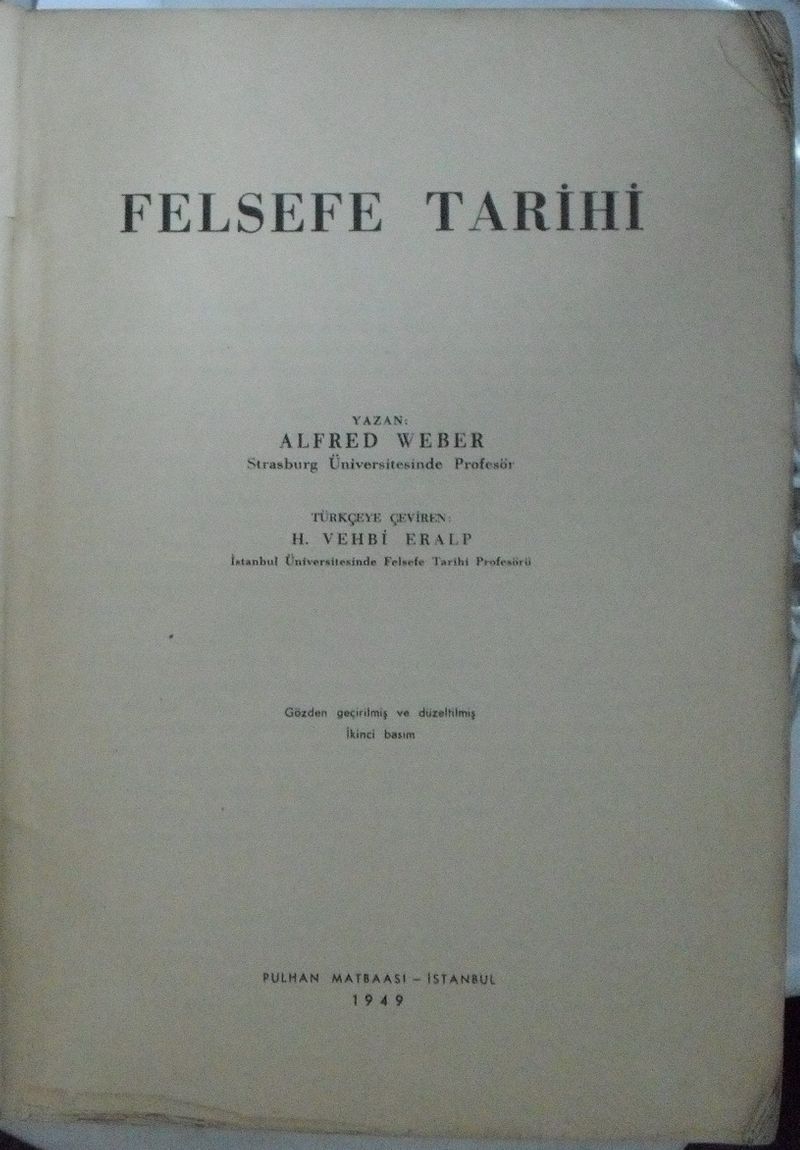 FELSEFE TARİHİ
YAZAN:
ALFRED WEBER
Strasburg Üniversitesinde Profesör
TÜRKÇEYE ÇEVİREN:
H. VEHBİ ERALP
İstanbul Üniversitesinde Felsefe Tarihi Profesörü
Gözden geçirilmiş ve düzeltilmiş
İkinci basım
PULHAN MATBAASI – İSTANBUL
1949